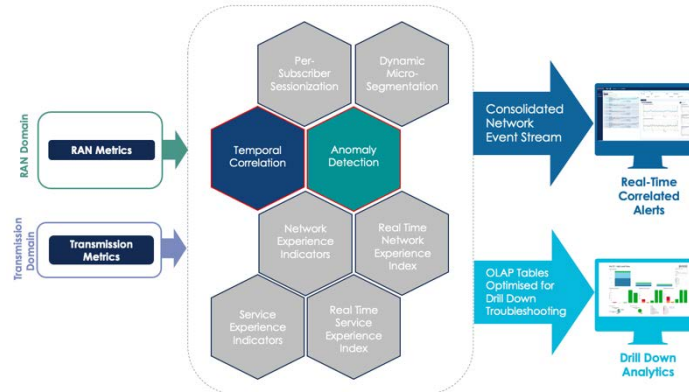 RAN Domain
RAN Metrics
Transmission
Domain
Transmission
Metrics
Per-
Subscriber
Sessionization
Dynamic
Micro-
Segmentation
Temporal
Correlation
Anomaly
Detection
Network
Experience
Indicators
Real Time
Network
Experience
Index
Service
Experience
Indicators
Real Time
Service
Experience
Index
Consolidated
Network
Event Stream
Real-Time
Correlated
Alerts
OLAP Tables
Optimised for
Drill Down
Troubleshooting
Drill Down
Analytics